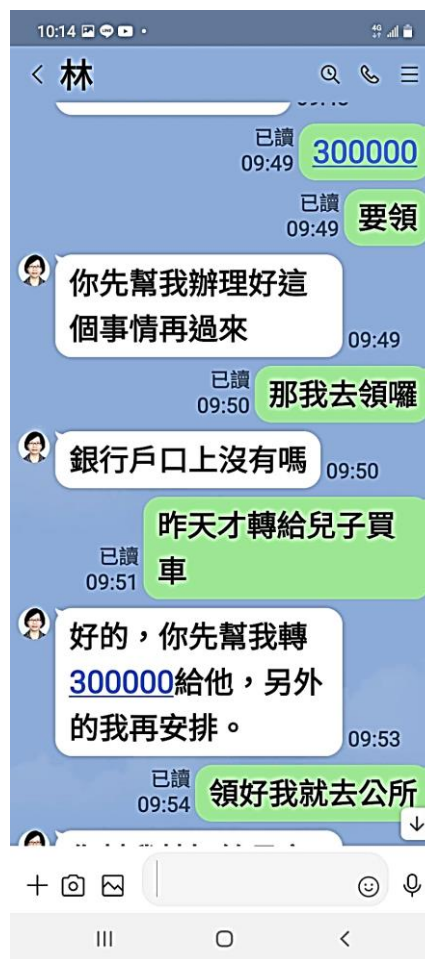 10:14
4G
林
已讀
09:49
300000
已讀
09:49
要領
你先幫我辦理好這
個事情再過來
09:49
已讀
09:50
那我去領囉
銀行戶口上沒有嗎
09:50
昨天才轉給兒子買
車
已讀
09:51
好的，你先幫我轉
300000給他，另外
的我再安排。
09:53
已讀
09:54
領好我就去公所